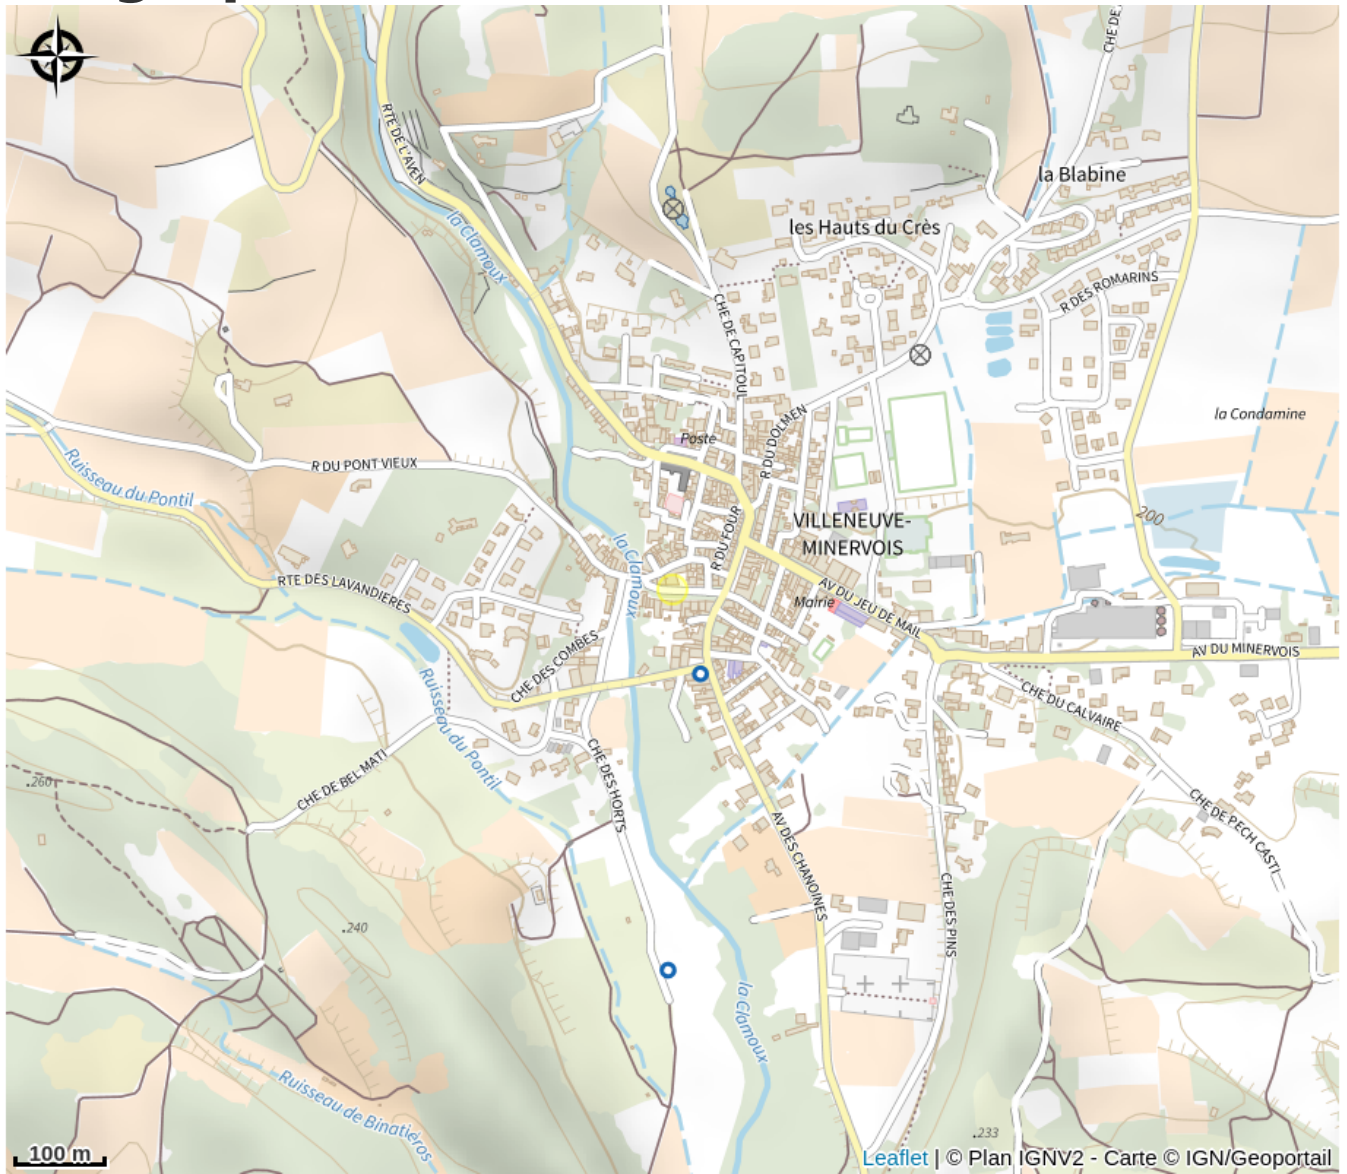 CHE DE
RTE DE L'AVEN
la Blabine
la Clamoux
les Hauts du Crès
R DES ROMARINS
CHE DE CAPITOUL
la Condamine
R DU DOLMEN
Poste
R DU PONT VIEUX
Ruisseau du Pontil
200
VILLENEUVE-
MINERVOIS
R DU FOUR
la Clamoux
RTE DES LAVANDIERES
AV DU JEU DE MAIL
Mairie
AV DU MINERVOIS
CHE DES COMBES
CHE DU CALVAIRE
Ruisseau du Pontil
CHE DE BEL MATI
CHE DES HORTS
.260
CHE DE PECH CASTI
AV DES CHANOINES
CHE DES PINS
.240
la Clamoux
Ruisseau de Binatiéros
.233
100 m
Leaflet | © Plan IGNV2 - Carte © IGN/Geoportail